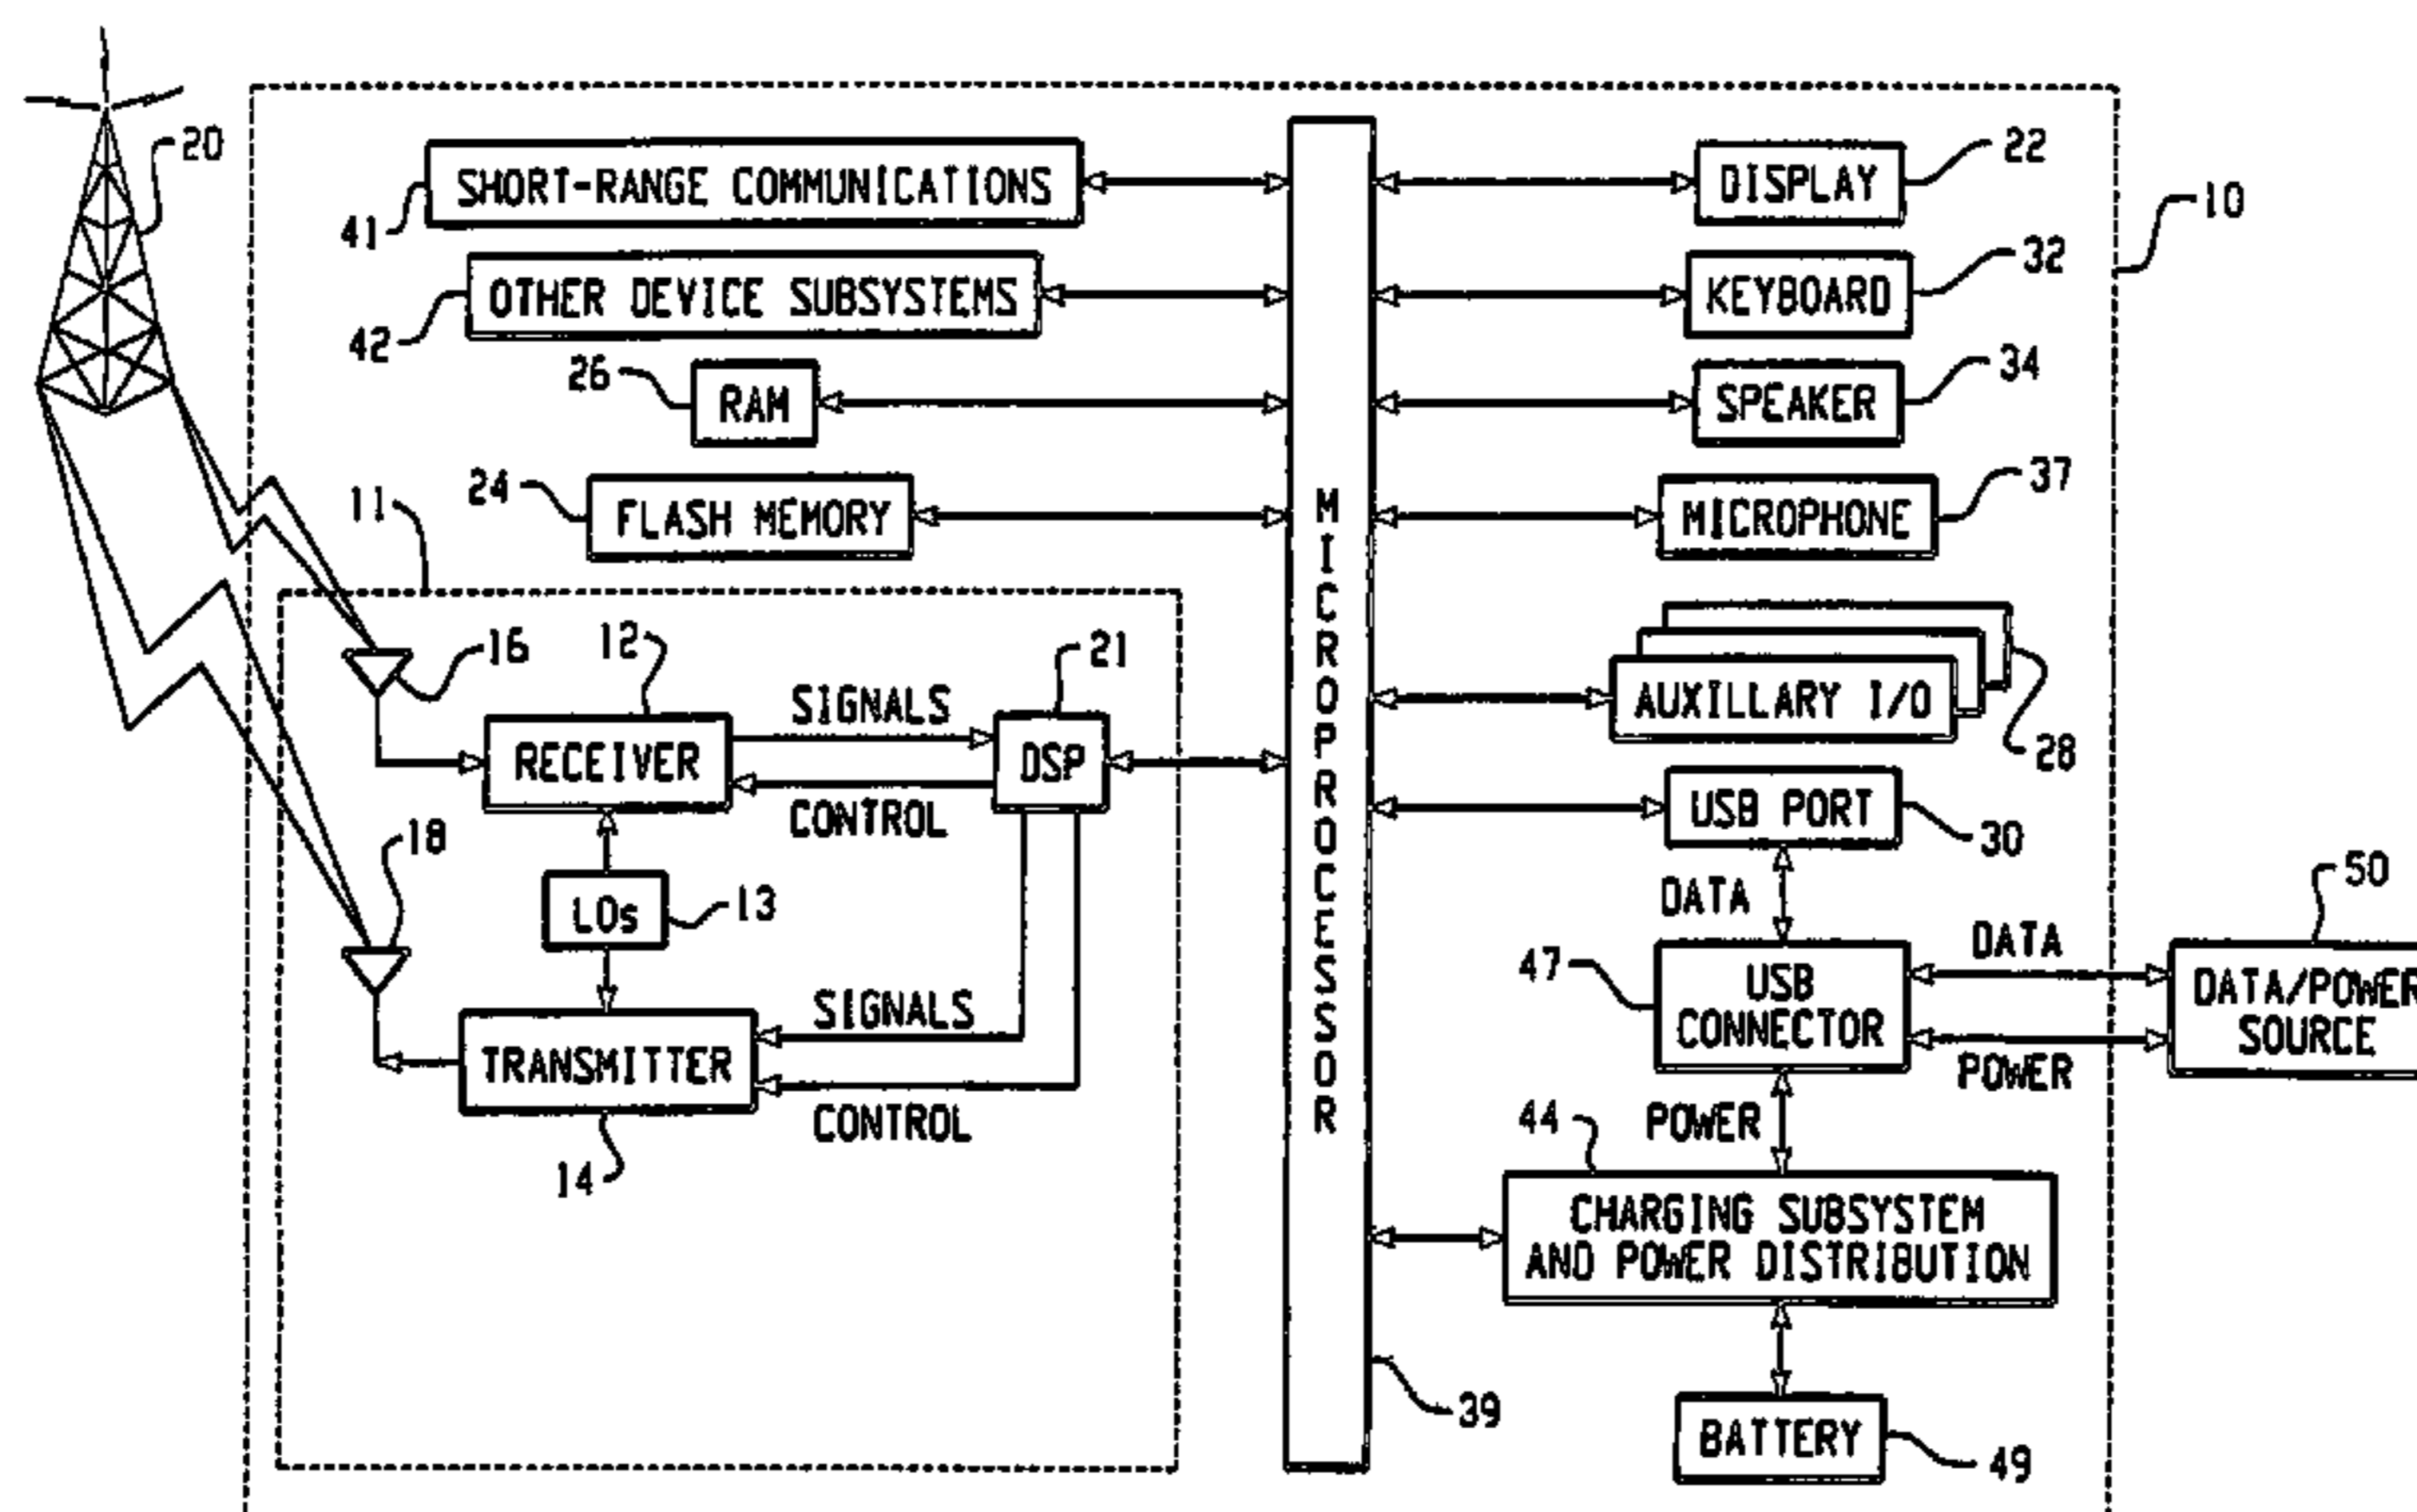 20
SHORT-RANGE COMMUNICATIONS
41
OTHER DEVICE SUBSYSTEMS
42
26
RAM
24
FLASH MEMORY
11
16
12
21
SIGNALS
RECEIVER
DSP
CONTROL
18
LOs
13
SIGNALS
TRANSMITTER
CONTROL
14
MICROPROCESSOR
39
DISPLAY
22
10
KEYBOARD
32
SPEAKER
34
MICROPHONE
37
AUXILLARY I/O
28
USB PORT
30
DATA
47
USB
CONNECTOR
DATA
POWER
50
DATA/POWER
SOURCE
44
POWER
CHARGING SUBSYSTEM
AND POWER DISTRIBUTION
BATTERY
49